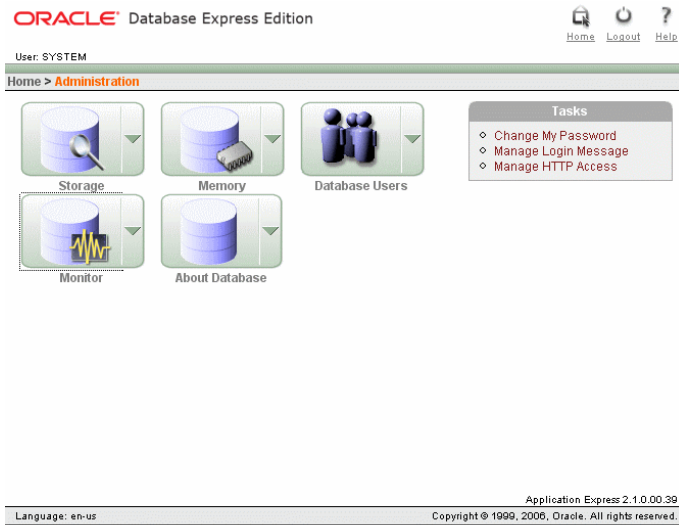 ORACLE® Database Express Edition
Home Logout Help
User: SYSTEM
Home > Administration
Tasks
Change My Password
Manage Login Message
Manage HTTP Access
Storage Memory Database Users
Monitor About Database
Application Express 2.1.0.00.39
Language: en-us Copyright © 1999, 2006, Oracle. All rights reserved.